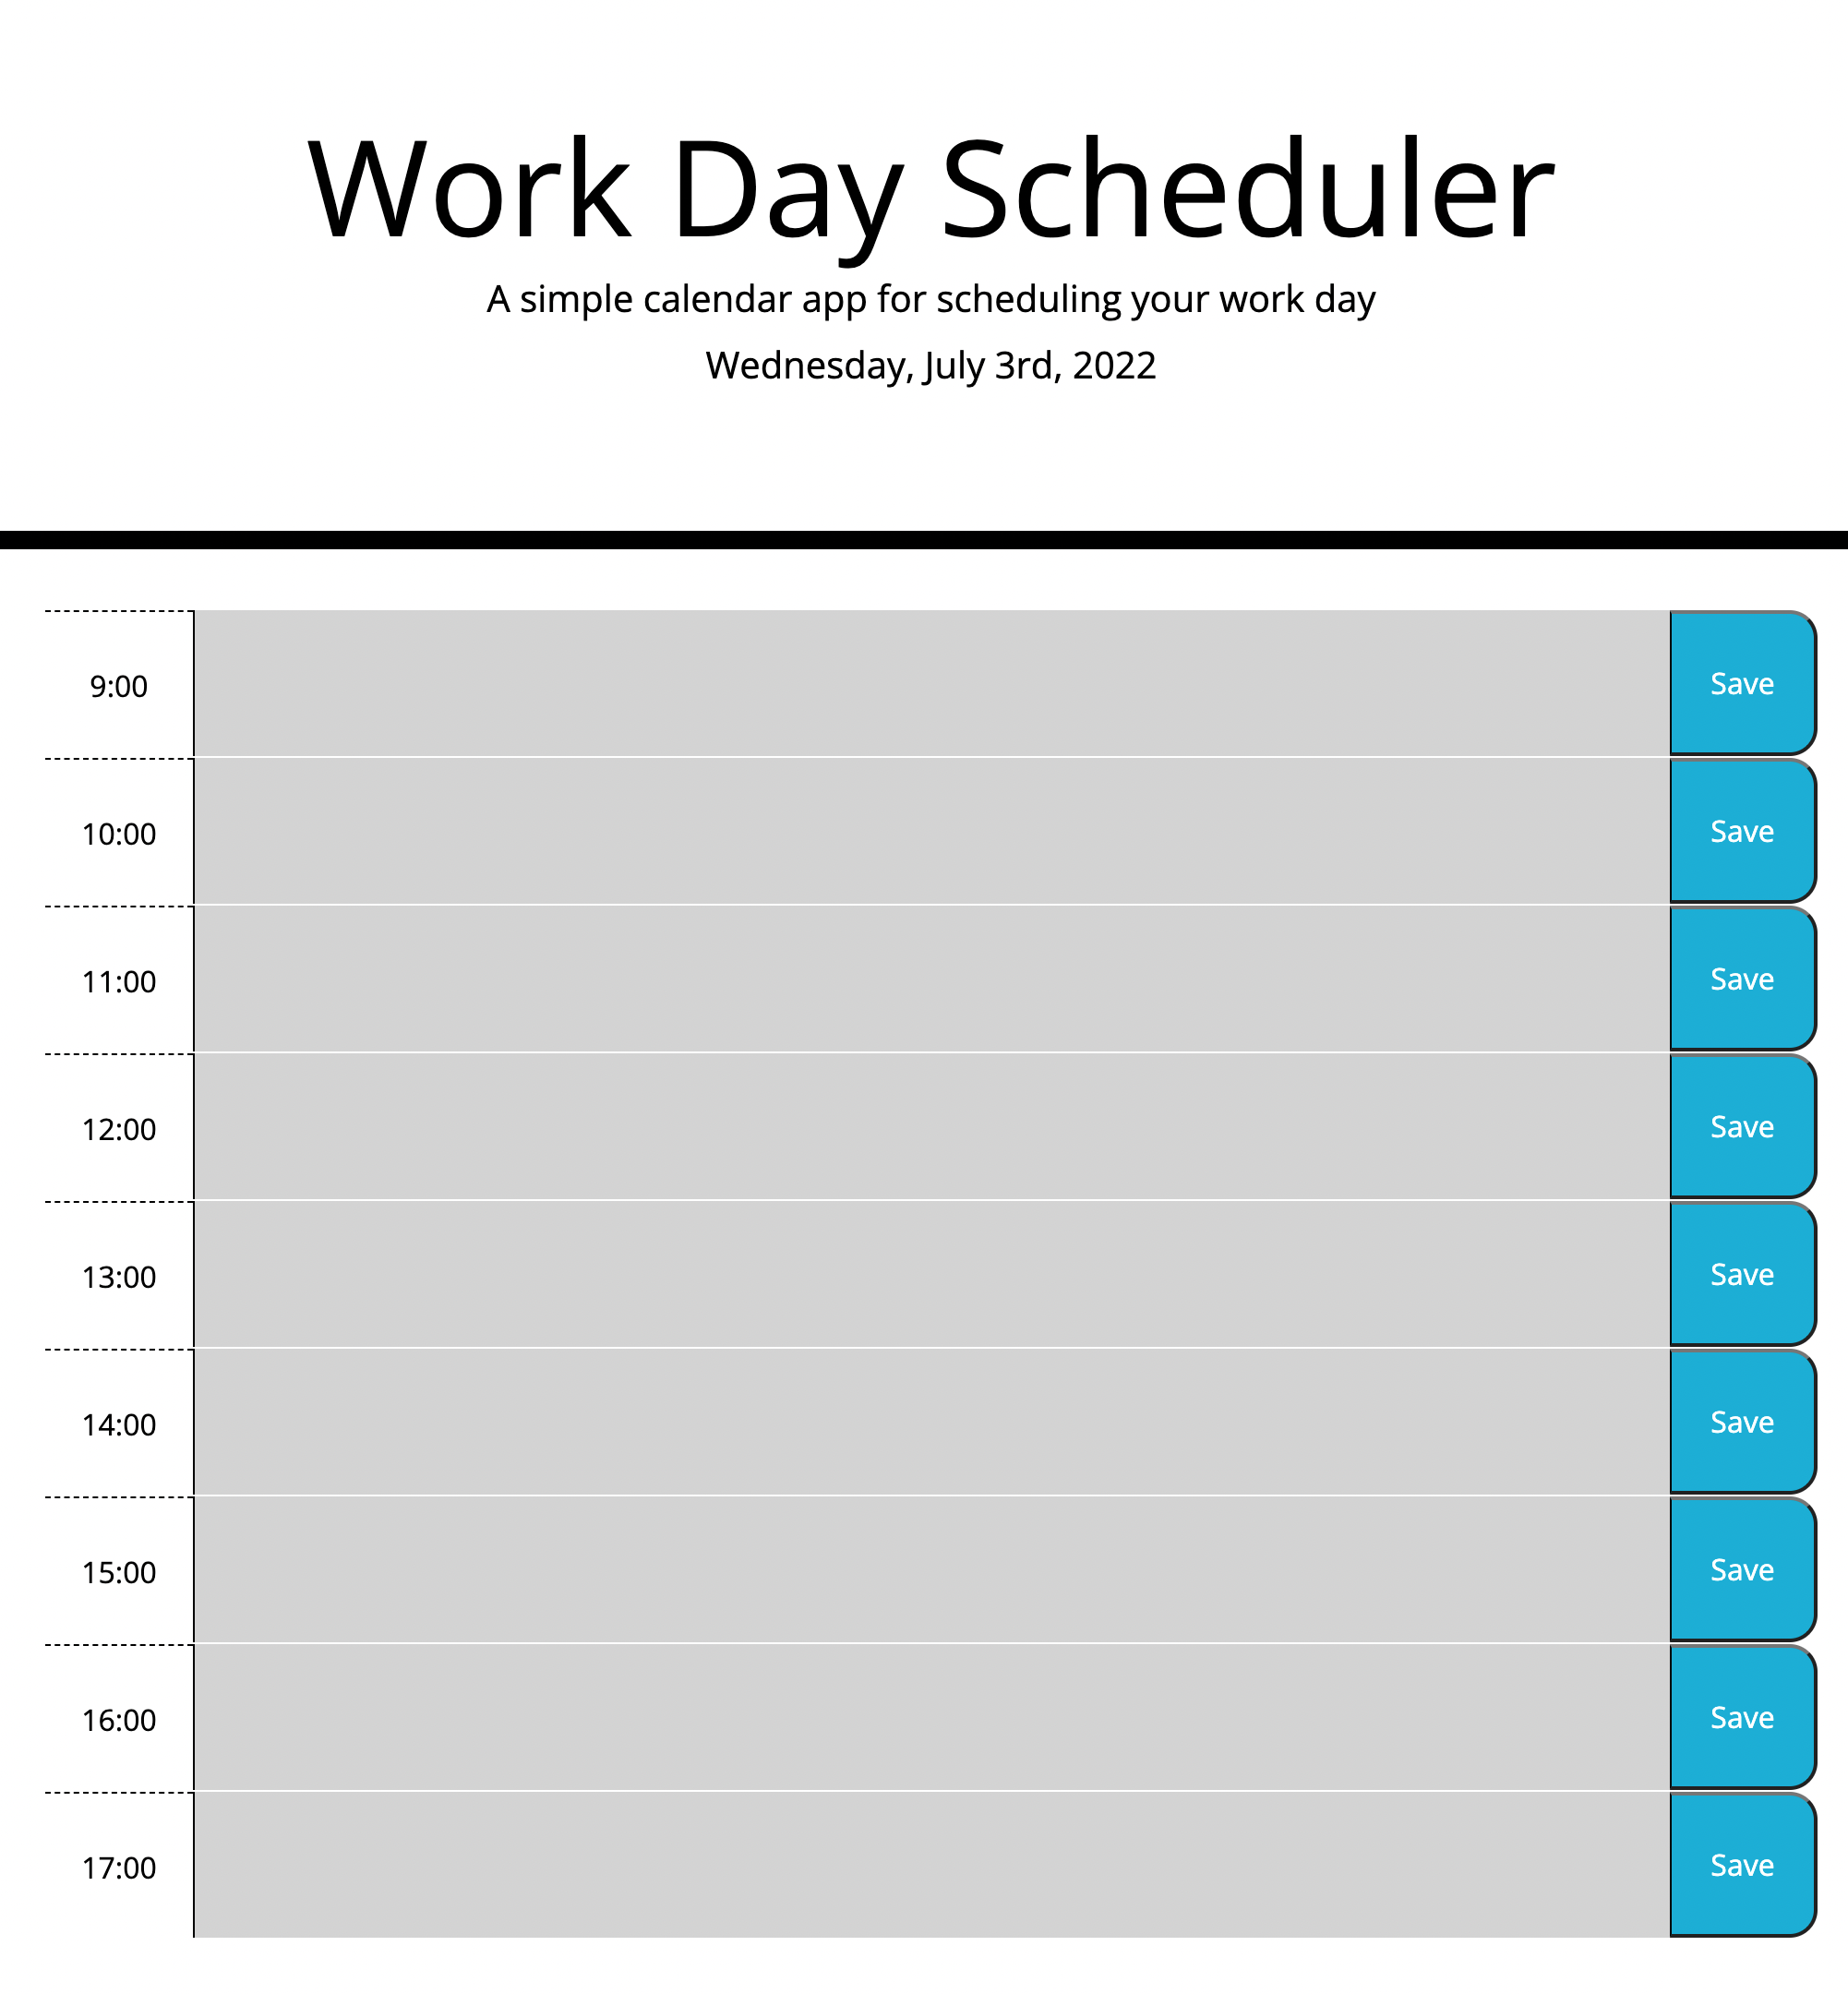 Work Day Scheduler
A simple calendar app for scheduling your work day
Wednesday, July 3rd, 2022
9:00 Save
10:00 Save
11:00 Save
12:00 Save
13:00 Save
14:00 Save
15:00 Save
16:00 Save
17:00 Save